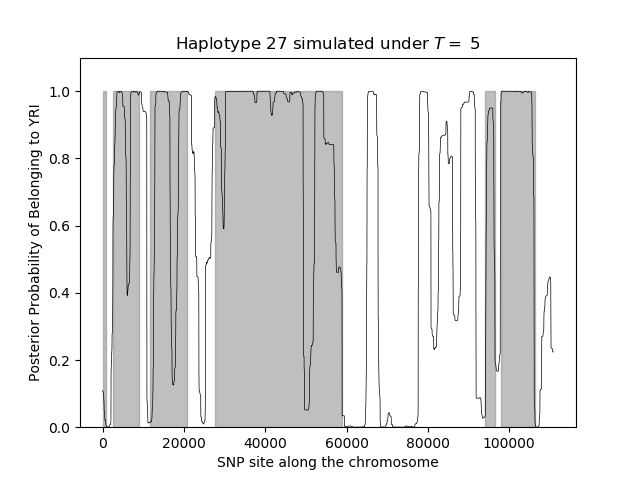 Haplotype 27 simulated under T = 5
Posterior Probability of Belonging to YRI
1.0
0.8
0.6
0.4
0.2
0.0
0 20000 40000 60000 80000 100000
SNP site along the chromosome